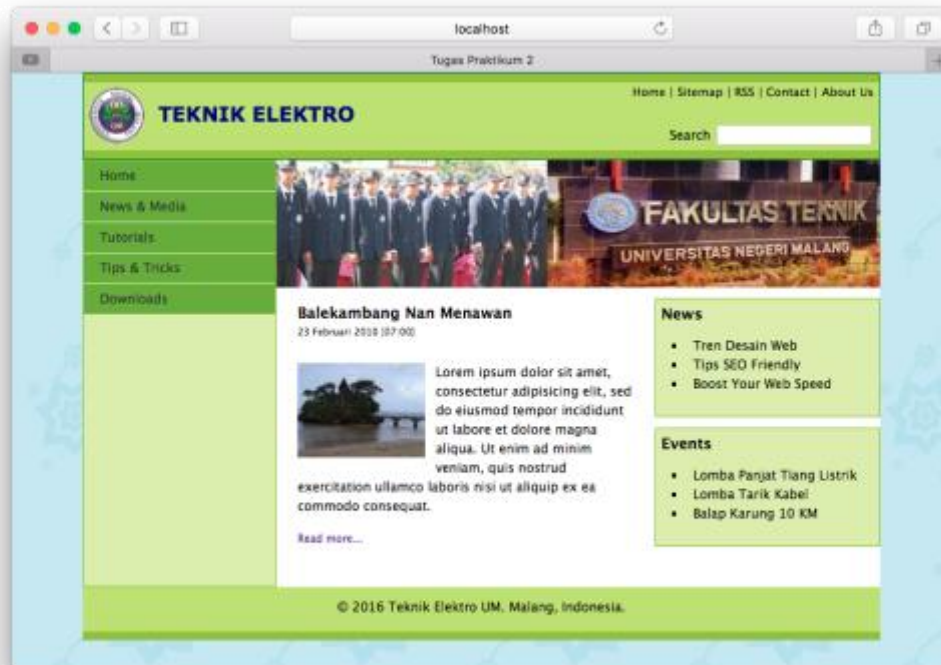 localhost
Tugas Praktikum 2
Home | Sitemap | RSS | Contact | About Us
TEKNIK ELEKTRO
Search
Home
News & Media
Tutorials
Tips & Tricks
Downloads
FAKULTAS TEKNIK
UNIVERSITAS NEGERI MALANG
Balekambang Nan Menawan
23 Februari 2010 [07:00]
Lorem ipsum dolor sit amet,
consectetur adipisicing elit, sed
do eiusmod tempor incididunt
ut labore et dolore magna
aliqua. Ut enim ad minim
veniam, quis nostrud
exercitation ullamco laboris nisi ut aliquip ex ea
commodo consequat.
Read more...
News
Tren Desain Web
Tips SEO Friendly
Boost Your Web Speed
Events
Lomba Panjat Tiang Listrik
Lomba Tarik Kabel
Balap Karung 10 KM
© 2016 Teknik Elektro UM. Malang, Indonesia.